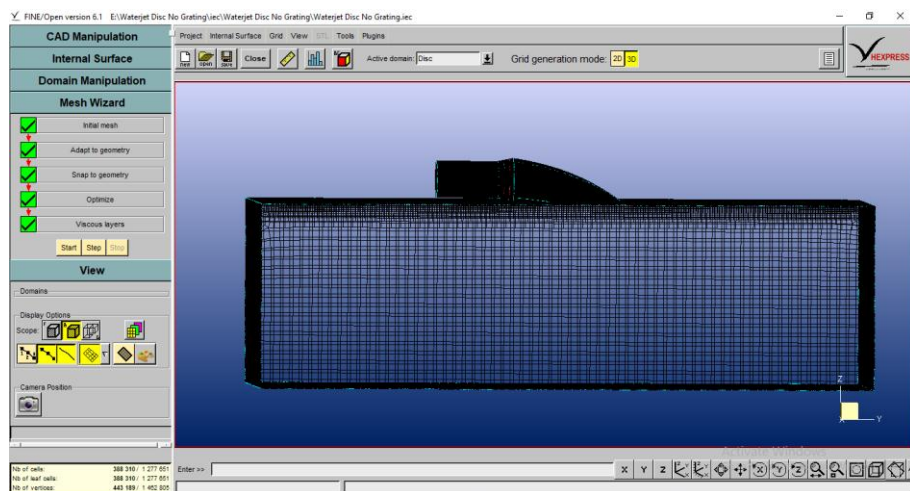 FINE/Open version 6.1 E:\Waterjet Disc No Grating\iec\Waterjet Disc No Grating.iec
CAD Manipulation
Internal Surface
Domain Manipulation
Mesh Wizard
Initial mesh
Adapt to geometry
Snap to geometry
Optimize
Viscous layers
Start Step Stop
View
Domains
Display Options
Scope:
Camera Position
Nb of cells: 388 310 / 1 277 651
Nb of leaf cells: 388 310 / 1 277 651
Nb of vertices: 443 189 / 1 452 805
Project Internal Surface Grid View STL Tools Plugins
new open save Close Active domain: Disc Grid generation mode: 2D 3D
HEXPRESS
Z
X Y
Activate Windows
Enter >> X Y Z